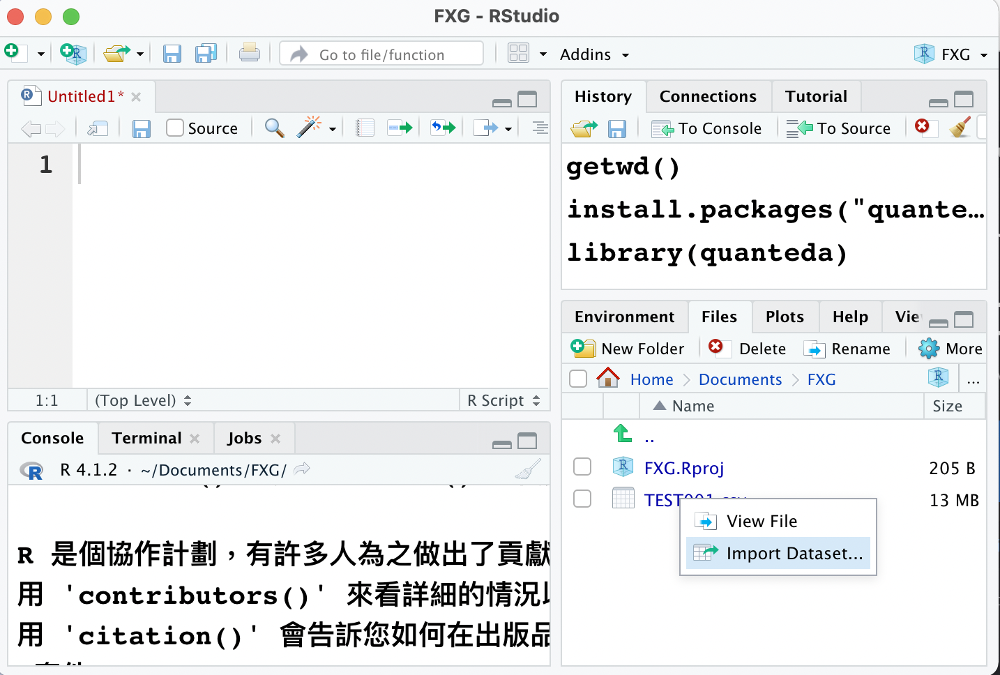 FXG - RStudio
Go to file/function
Addins
FXG
Untitled1*
Source
1
1:1
(Top Level)
R Script
Console
Terminal
Jobs
R 4.1.2 · ~/Documents/FXG/
R 是個協作計劃，有許多人為之做出了貢獻
用 'contributors()' 來看詳細的情況
用 'citation()' 會告訴您如何在出版品
History
Connections
Tutorial
To Console
To Source
getwd()
install.packages("quante…
library(quanteda)
Environment
Files
Plots
Help
New Folder
Delete
Rename
More
Home
Documents
FXG
...
Name
Size
..
FXG.Rproj
205 B
TEST001.csv
13 MB
View File
Import Dataset...